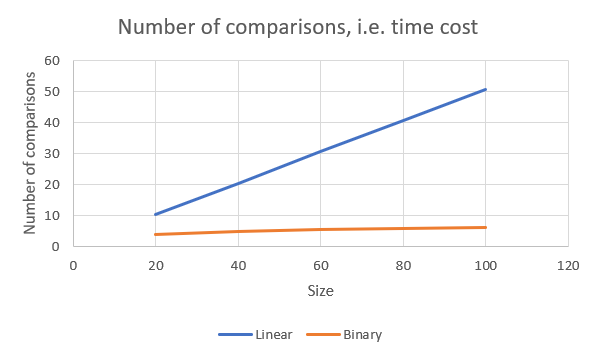 Number of comparisons, i.e. time cost
Number of comparisons
60
50
40
30
20
10
0
0 20 40 60 80 100 120
Size
Linear Binary